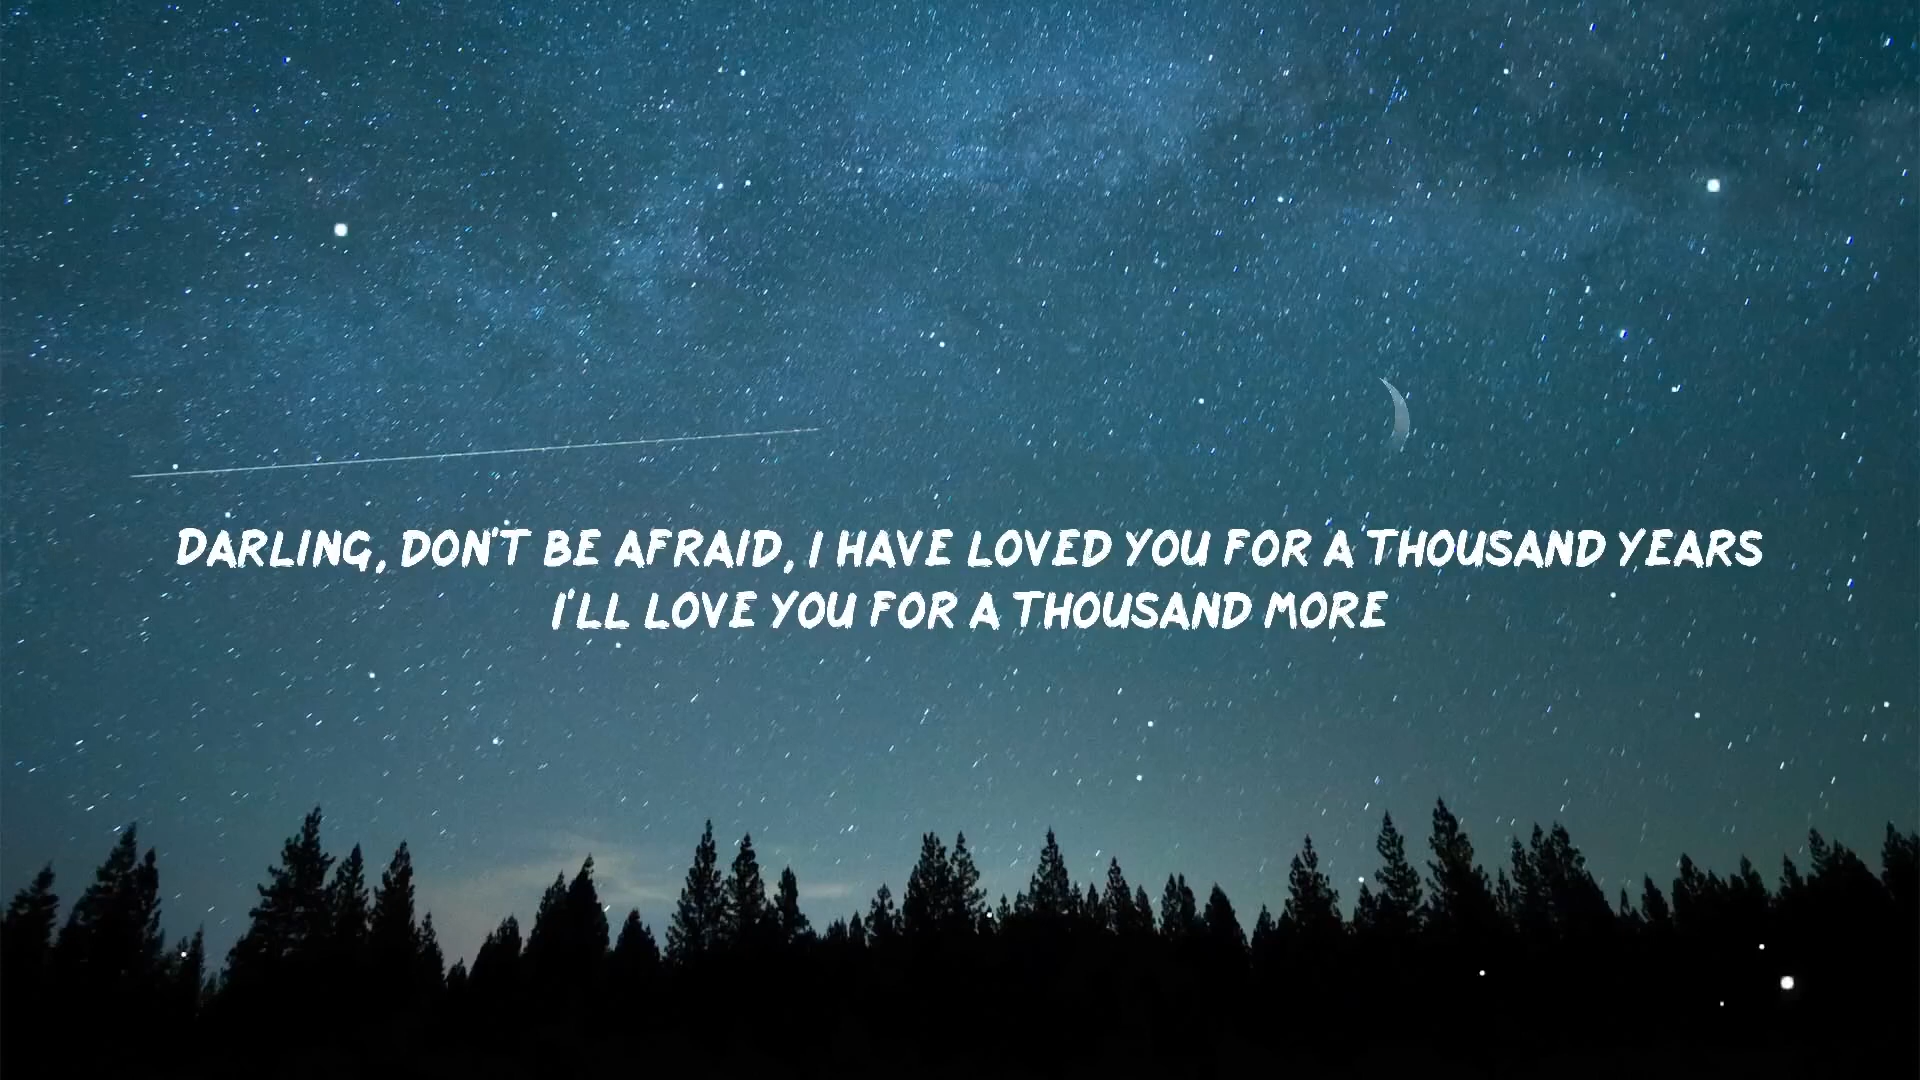 DARLING, DON'T BE AFRAID, I HAVE LOVED YOU FOR A THOUSAND YEARS
I'LL LOVE YOU FOR A THOUSAND MORE